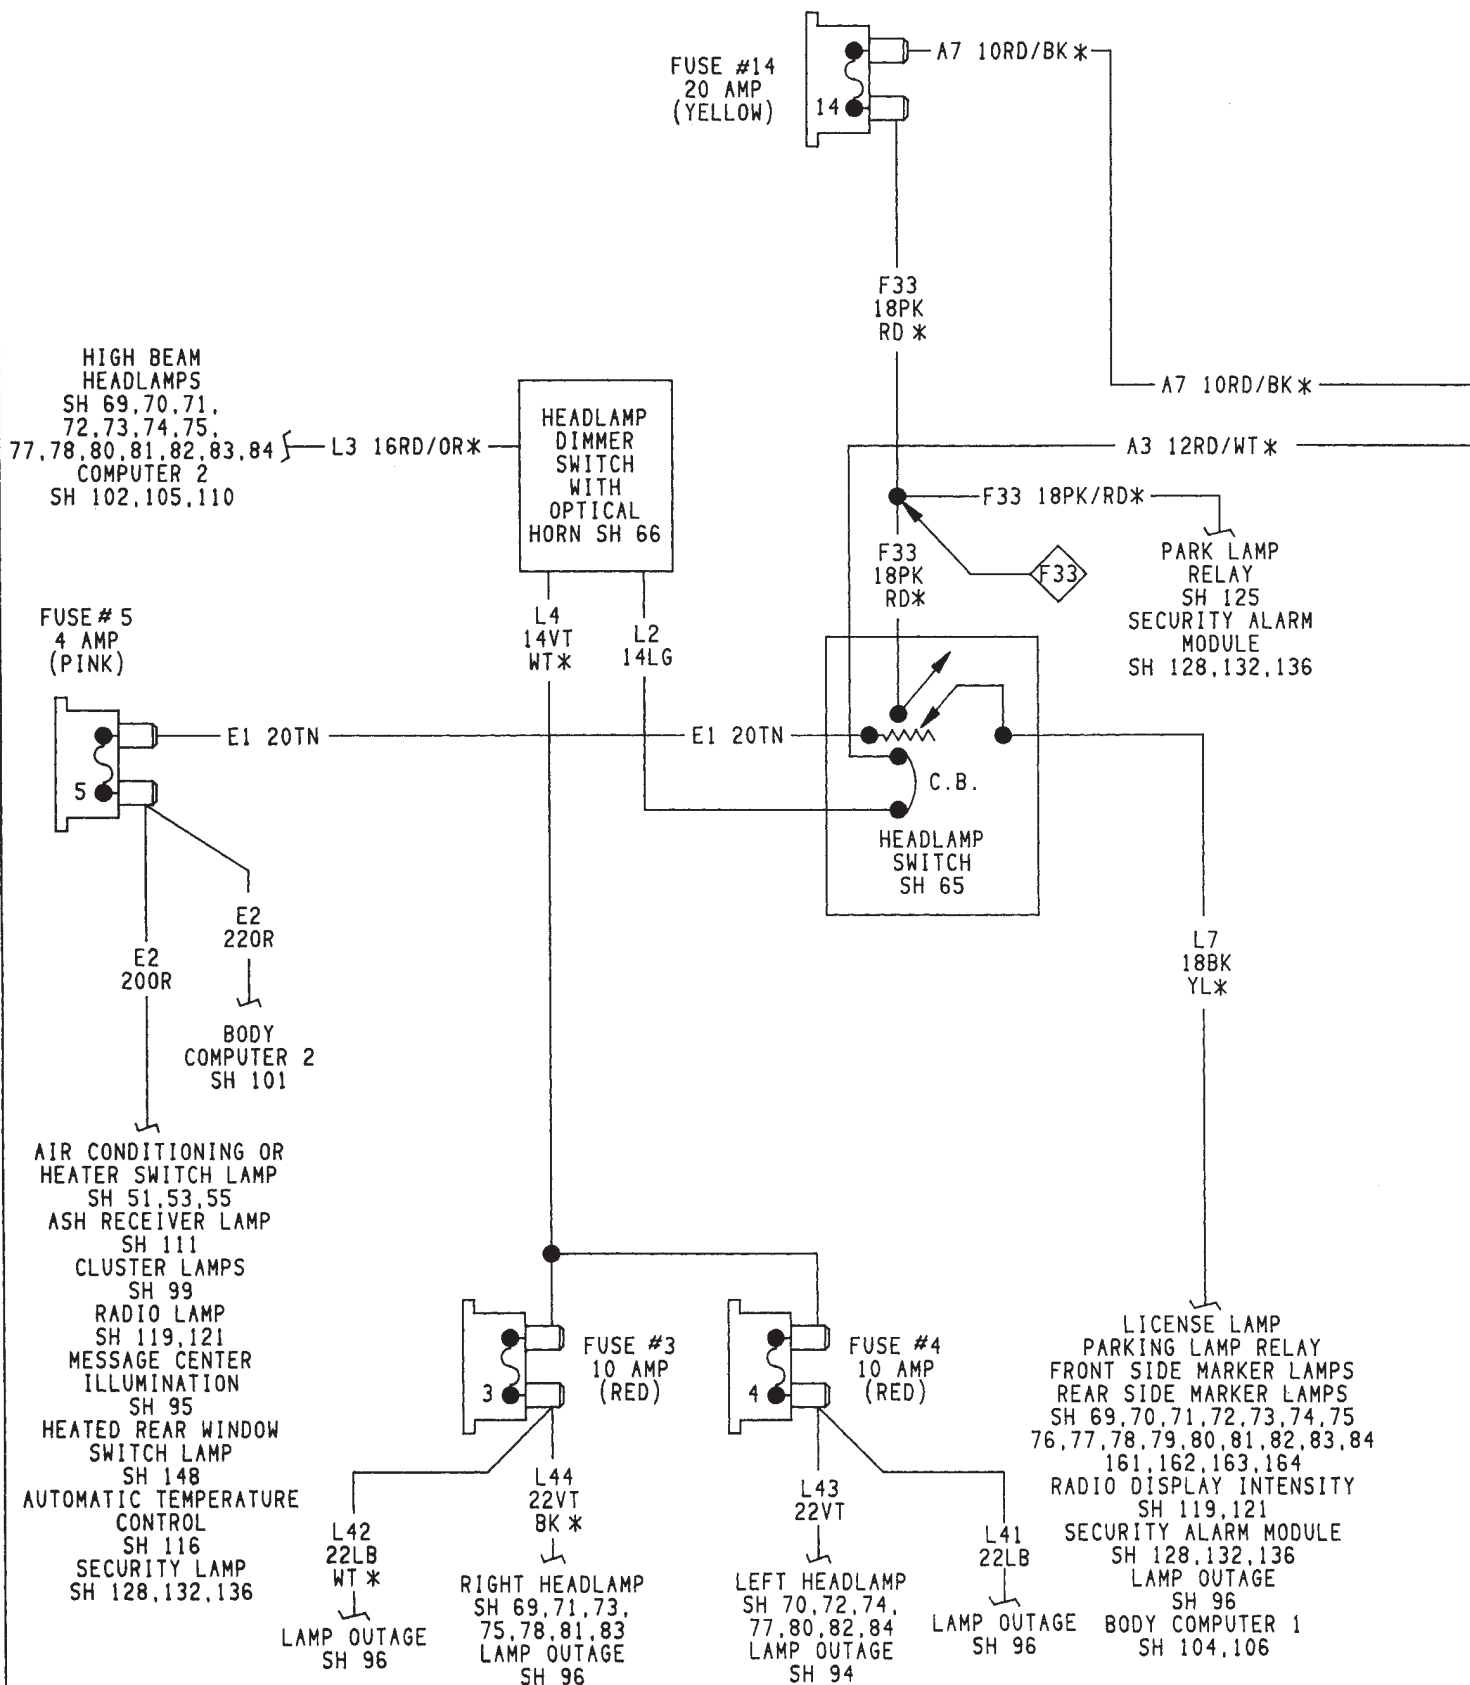 FUSE #14
20 AMP
(YELLOW)
14
A7 10RD/BK*
F33
18PK
RD *
A7 10RD/BK*
A3 12RD/WT*
HIGH BEAM
HEADLAMPS
SH 69,70,71,
72,73,74,75,
77,78,80,81,82,83,84
COMPUTER 2
SH 102,105,110
L3 16RD/OR*
HEADLAMP
DIMMER
SWITCH
WITH
OPTICAL
HORN SH 66
F33 18PK/RD*
F33
18PK
RD*
F33
PARK LAMP
RELAY
SH 125
SECURITY ALARM
MODULE
SH 128,132,136
FUSE# 5
4 AMP
(PINK)
5
L4
14VT
WT*
L2
14LG
E1 20TN
E1 20TN
C.B.
HEADLAMP
SWITCH
SH 65
E2
22OR
E2
20OR
BODY
COMPUTER 2
SH 101
L7
18BK
YL*
AIR CONDITIONING OR
HEATER SWITCH LAMP
SH 51,53,55
ASH RECEIVER LAMP
SH 111
CLUSTER LAMPS
SH 99
RADIO LAMP
SH 119,121
MESSAGE CENTER
ILLUMINATION
SH 95
HEATED REAR WINDOW
SWITCH LAMP
SH 148
AUTOMATIC TEMPERATURE
CONTROL
SH 116
SECURITY LAMP
SH 128,132,136
3
FUSE #3
10 AMP
(RED)
4
FUSE #4
10 AMP
(RED)
L42
22LB
WT *
LAMP OUTAGE
SH 96
L44
22VT
BK *
RIGHT HEADLAMP
SH 69,71,73,
75,78,81,83
LAMP OUTAGE
SH 96
L43
22VT
LEFT HEADLAMP
SH 70,72,74,
77,80,82,84
LAMP OUTAGE
SH 94
L41
22LB
LAMP OUTAGE
SH 96
LICENSE LAMP
PARKING LAMP RELAY
FRONT SIDE MARKER LAMPS
REAR SIDE MARKER LAMPS
SH 69,70,71,72,73,74,75
76,77,78,79,80,81,82,83,84
161,162,163,164
RADIO DISPLAY INTENSITY
SH 119,121
SECURITY ALARM MODULE
SH 128,132,136
LAMP OUTAGE
SH 96
BODY COMPUTER 1
SH 104,106